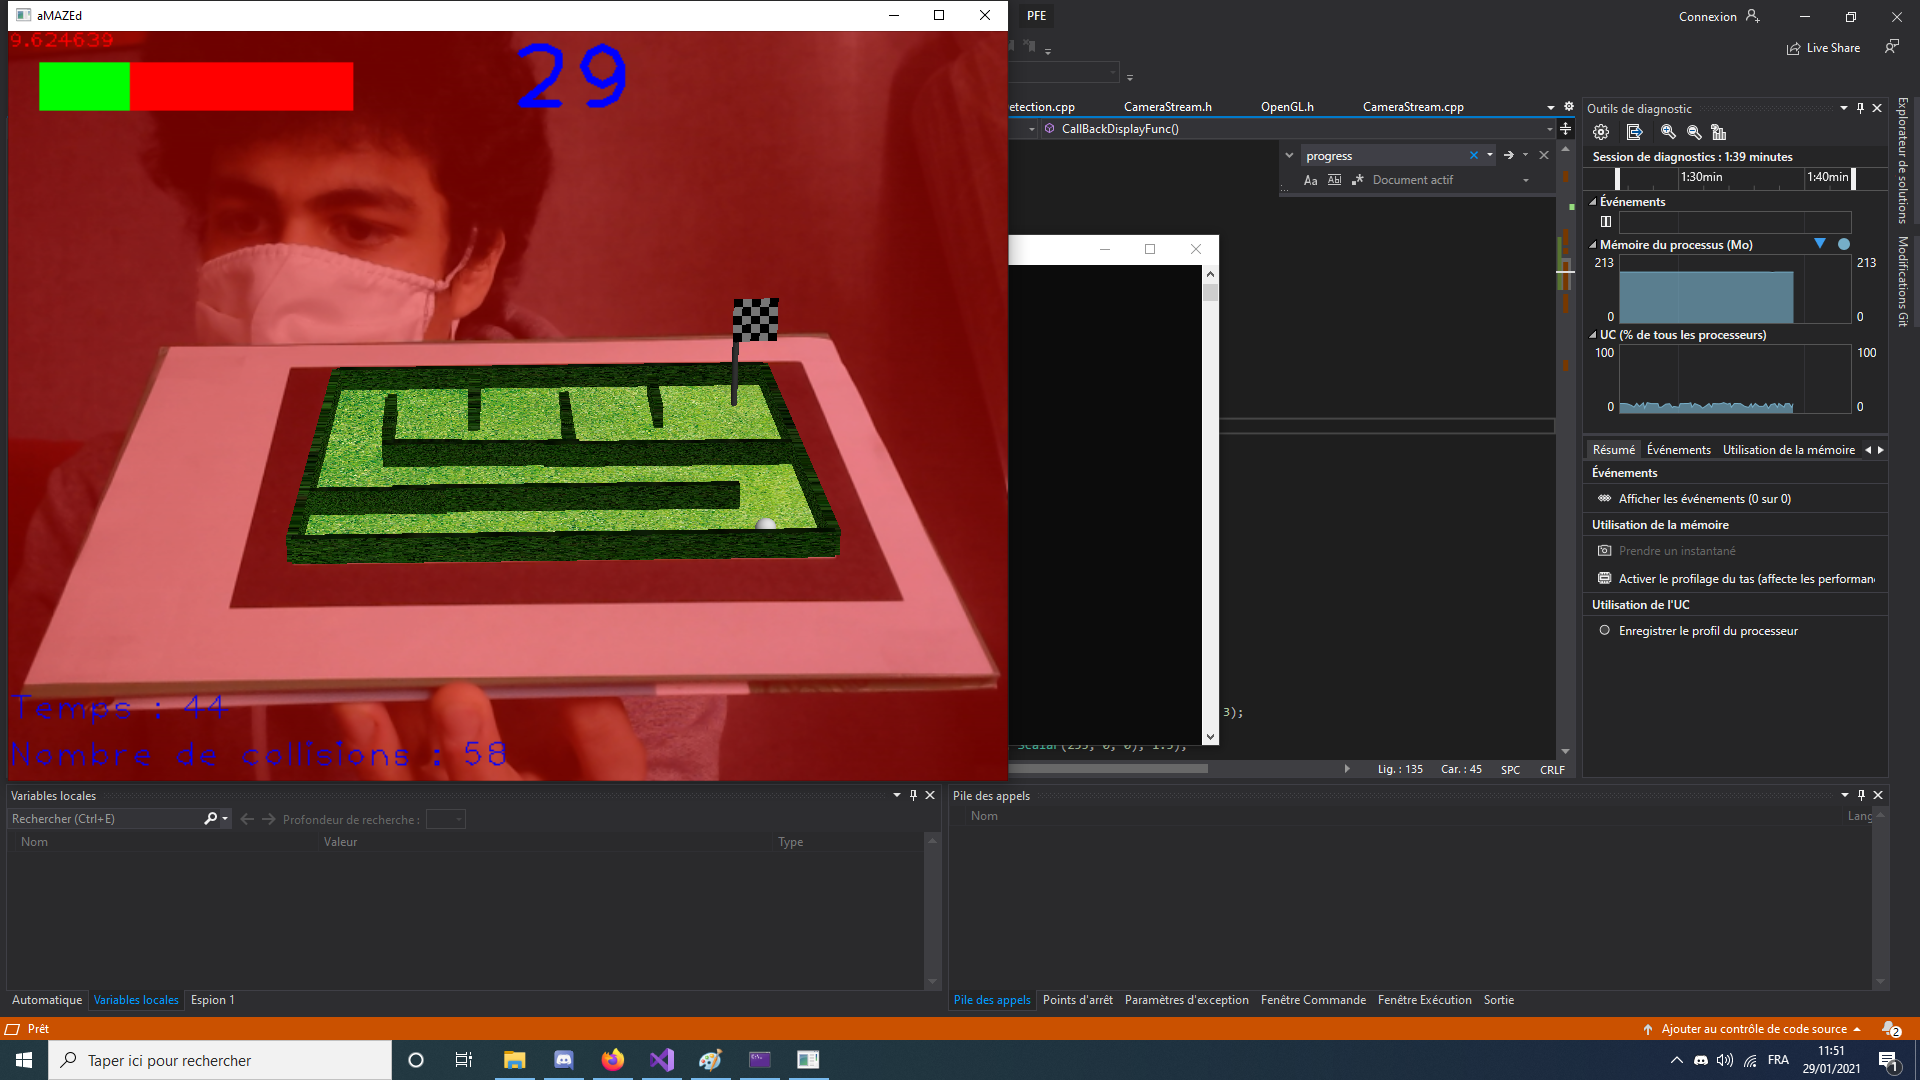 aMAZEd
PFE
Connexion
Live Share
9.624639
29
etection.cpp
CameraStream.h
OpenGL.h
CameraStream.cpp
CallBackDisplayFunc()
progress
Aa
Ab
Document actif
3);
Scalar(255, 0, 0), 1.5);
Lig. : 135
Car. : 45
SPC
CRLF
Temps : 44
Nombre de collisions : 58
Outils de diagnostic
Session de diagnostics : 1:39 minutes
1:30min
1:40min
Événements
Mémoire du processus (Mo)
213
213
0
0
UC (% de tous les processeurs)
100
100
0
0
Résumé
Événements
Utilisation de la mémoire
Événements
Afficher les événements (0 sur 0)
Utilisation de la mémoire
Prendre un instantané
Activer le profilage du tas (affecte les performan
Utilisation de l'UC
Enregistrer le profil du processeur
Explorateur de solutions
Modifications Git
Variables locales
Rechercher (Ctrl+E)
Profondeur de recherche :
Nom
Valeur
Type
Automatique
Variables locales
Espion 1
Pile des appels
Nom
Lang
Pile des appels
Points d'arrêt
Paramètres d'exception
Fenêtre Commande
Fenêtre Exécution
Sortie
Prêt
Ajouter au contrôle de code source
2
Taper ici pour rechercher
FRA
11:51
29/01/2021
1